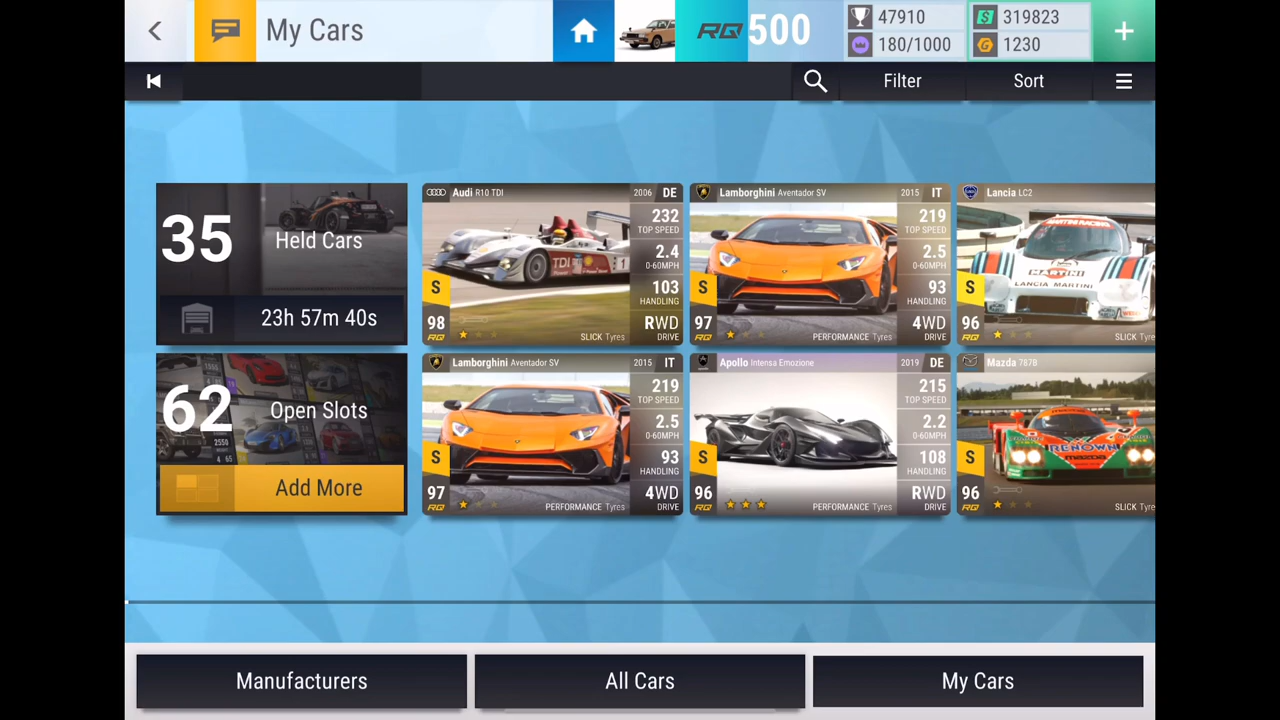 My Cars
RQ 500
47910
180/1000
319823
1230
+
Filter
Sort
35 Held Cars
23h 57m 40s
62 Open Slots
Add More
Audi R10 TDI 2006 DE
232
TOP SPEED
2.4
0-60MPH
103
HANDLING
RWD
DRIVE
S
98
RQ
SLICK Tyres
Lamborghini Aventador SV 2015 IT
219
TOP SPEED
2.5
0-60MPH
93
HANDLING
4WD
DRIVE
S
97
RQ
PERFORMANCE Tyres
Lancia LC2
MARTINI RACING
LANCIA MARTINI
S
96
RQ
SLICK Tyre
Lamborghini Aventador SV 2015 IT
219
TOP SPEED
2.5
0-60MPH
93
HANDLING
4WD
DRIVE
S
97
RQ
PERFORMANCE Tyres
Apollo Intensa Emozione 2019 DE
215
TOP SPEED
2.2
0-60MPH
108
HANDLING
RWD
DRIVE
S
96
RQ
PERFORMANCE Tyres
Mazda 787B
RENOWN
mazda
S
96
RQ
SLICK Tyre
Manufacturers
All Cars
My Cars